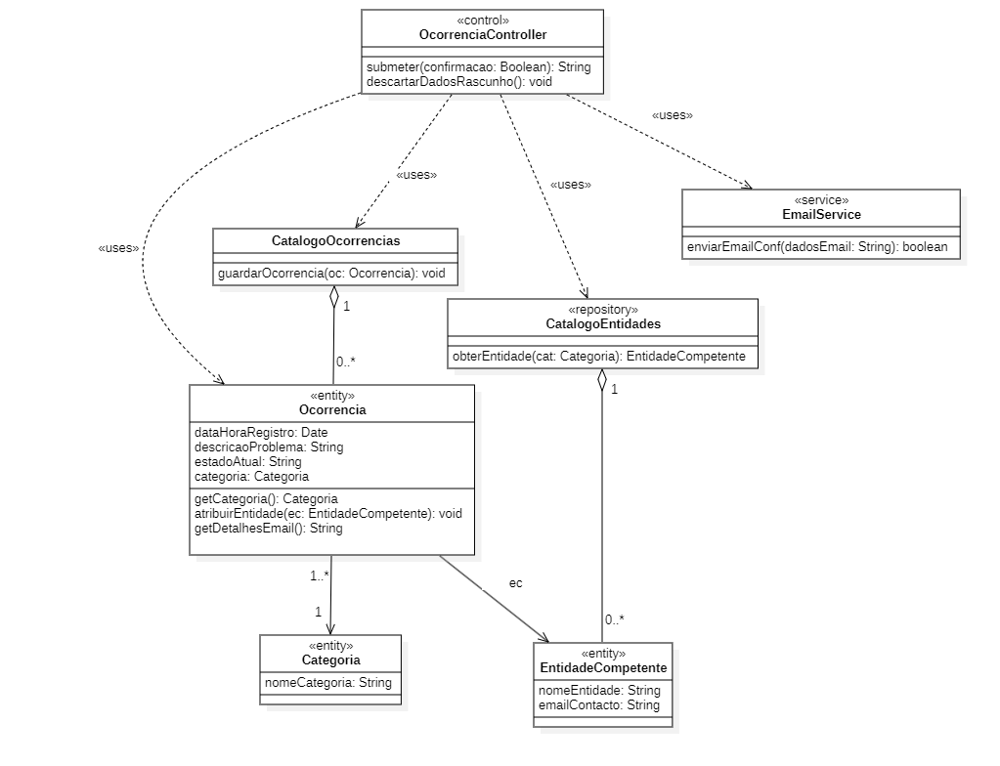 «control»
OcorrenciaController
submeter(confirmacao: Boolean): String
descartarDadosRascunho(): void
«uses»
«uses»
«uses»
«uses»
«service»
EmailService
enviarEmailConf(dadosEmail: String): boolean
CatalogoOcorrencias
guardarOcorrencia(oc: Ocorrencia): void
1
0..*
«repository»
CatalogoEntidades
obterEntidade(cat: Categoria): EntidadeCompetente
1
0..*
«entity»
Ocorrencia
dataHoraRegistro: Date
descricaoProblema: String
estadoAtual: String
categoria: Categoria
getCategoria(): Categoria
atribuirEntidade(ec: EntidadeCompetente): void
getDetalhesEmail(): String
1..*
1
ec
«entity»
Categoria
nomeCategoria: String
«entity»
EntidadeCompetente
nomeEntidade: String
emailContacto: String